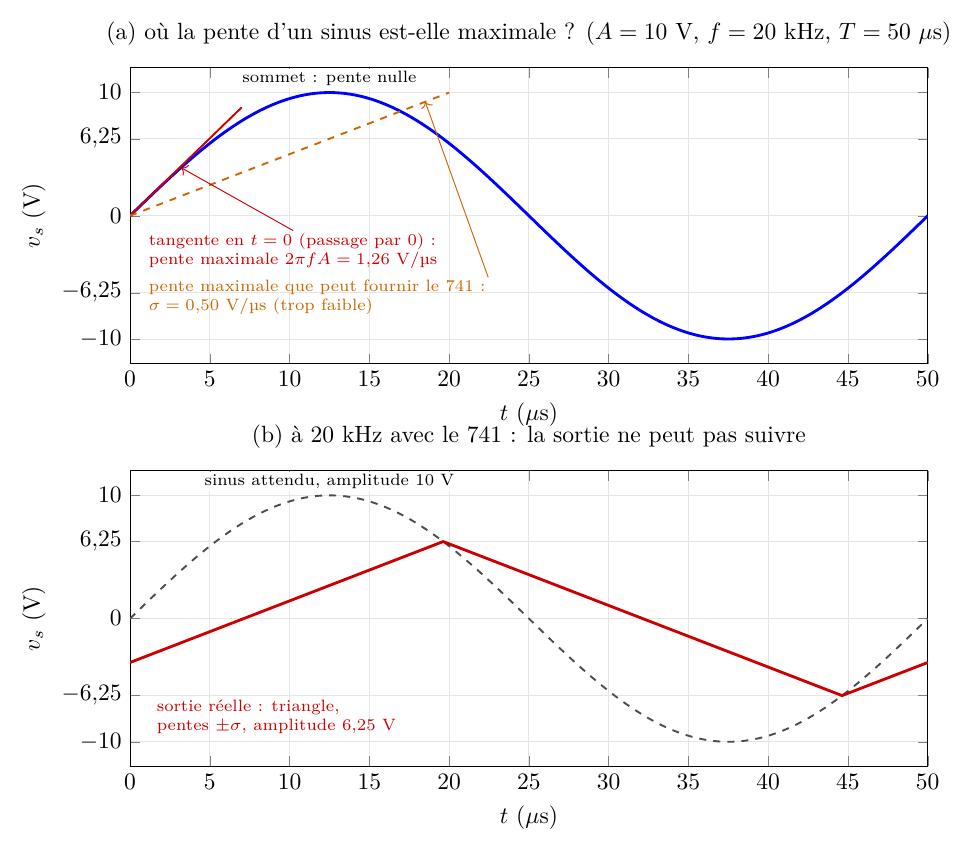 (a) où la pente d'un sinus est-elle maximale ? (A = 10 V, f = 20 kHz, T = 50 μs)
sommet : pente nulle
10
6,25
0
−6,25
−10
v_s (V)
tangente en t = 0 (passage par 0) :
pente maximale 2πfA = 1,26 V/µs
pente maximale que peut fournir le 741 :
σ = 0,50 V/µs (trop faible)
0 5 10 15 20 25 30 35 40 45 50
t (μs)
(b) à 20 kHz avec le 741 : la sortie ne peut pas suivre
sinus attendu, amplitude 10 V
10
6,25
0
−6,25
−10
v_s (V)
sortie réelle : triangle,
pentes ±σ, amplitude 6,25 V
0 5 10 15 20 25 30 35 40 45 50
t (μs)